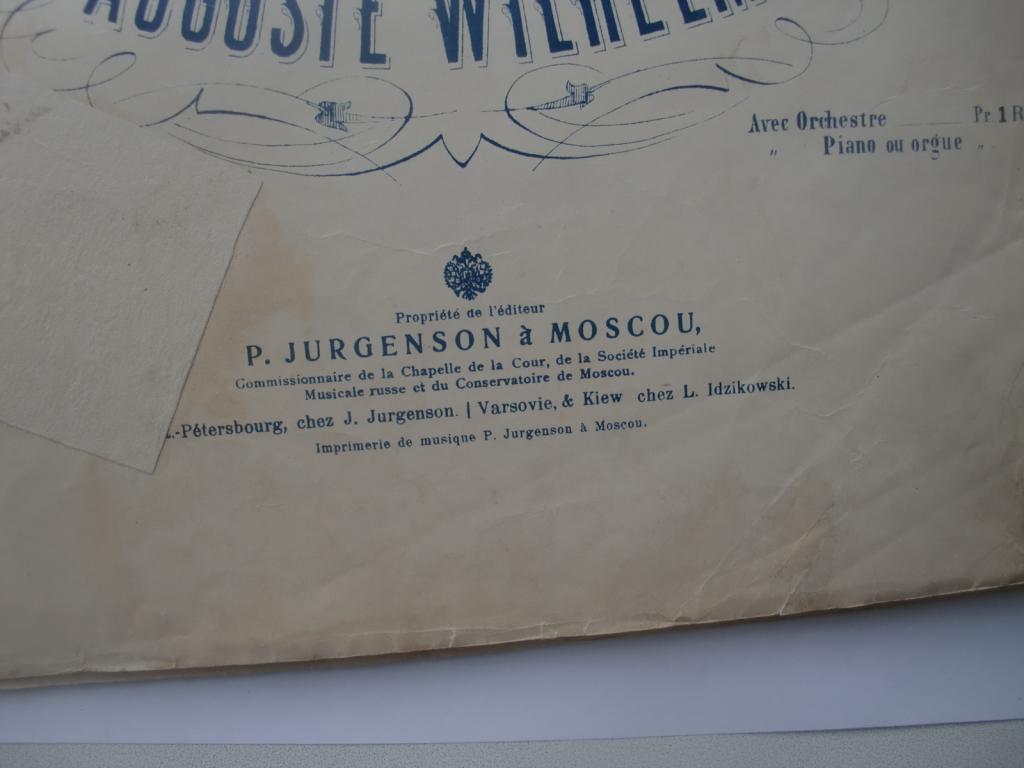 AUGUSTE WILHELM
Avec Orchestre Pr. 1 R
„ Piano ou orgue „
Propriété de l'éditeur
P. JURGENSON à MOSCOU,
Commissionnaire de la Chapelle de la Cour, de la Société Impériale
Musicale russe et du Conservatoire de Moscou.
-Pétersbourg, chez J. Jurgenson. | Varsovie, & Kiew chez L. Idzikowski.
Imprimerie de musique P. Jurgenson à Moscou.